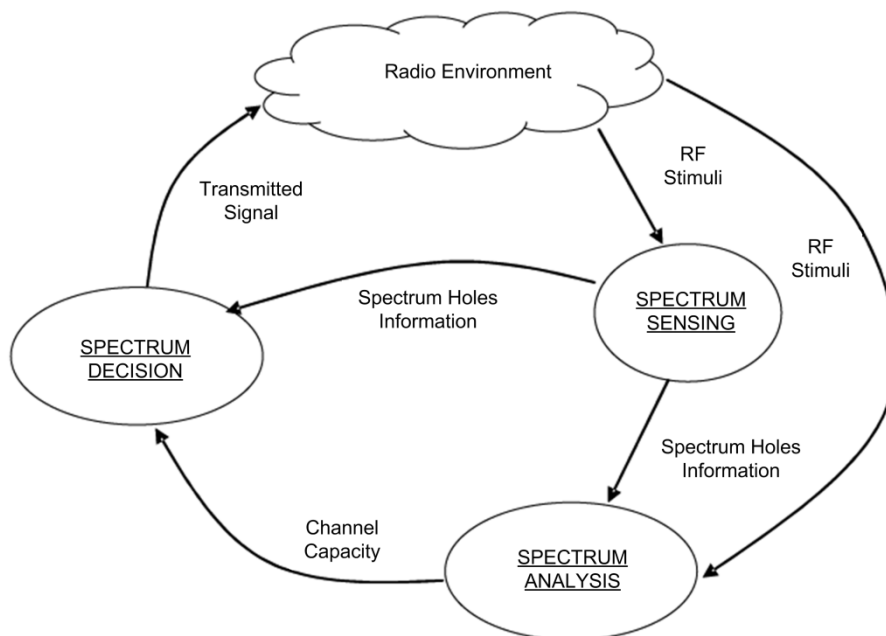 Radio Environment
RF
Stimuli
Transmitted
Signal
RF
Stimuli
Spectrum Holes
Information
SPECTRUM
SENSING
SPECTRUM
DECISION
Spectrum Holes
Information
Channel
Capacity
SPECTRUM
ANALYSIS